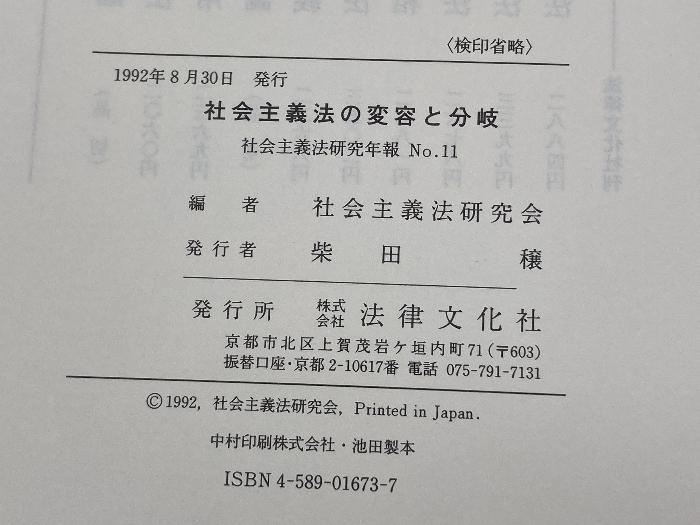 〈検印省略〉
1992年8月30日 発行
社会主義法の変容と分岐
社会主義法研究年報 No.11
編者 社会主義法研究会
発行者 柴田 穣
発行所 株式会社 法律文化社
京都市北区上賀茂岩ケ垣内町71(〒603)
振替口座・京都2-10617番 電話 075-791-7131
©1992, 社会主義法研究会, Printed in Japan.
中村印刷株式会社・池田製本
ISBN4-589-01673-7